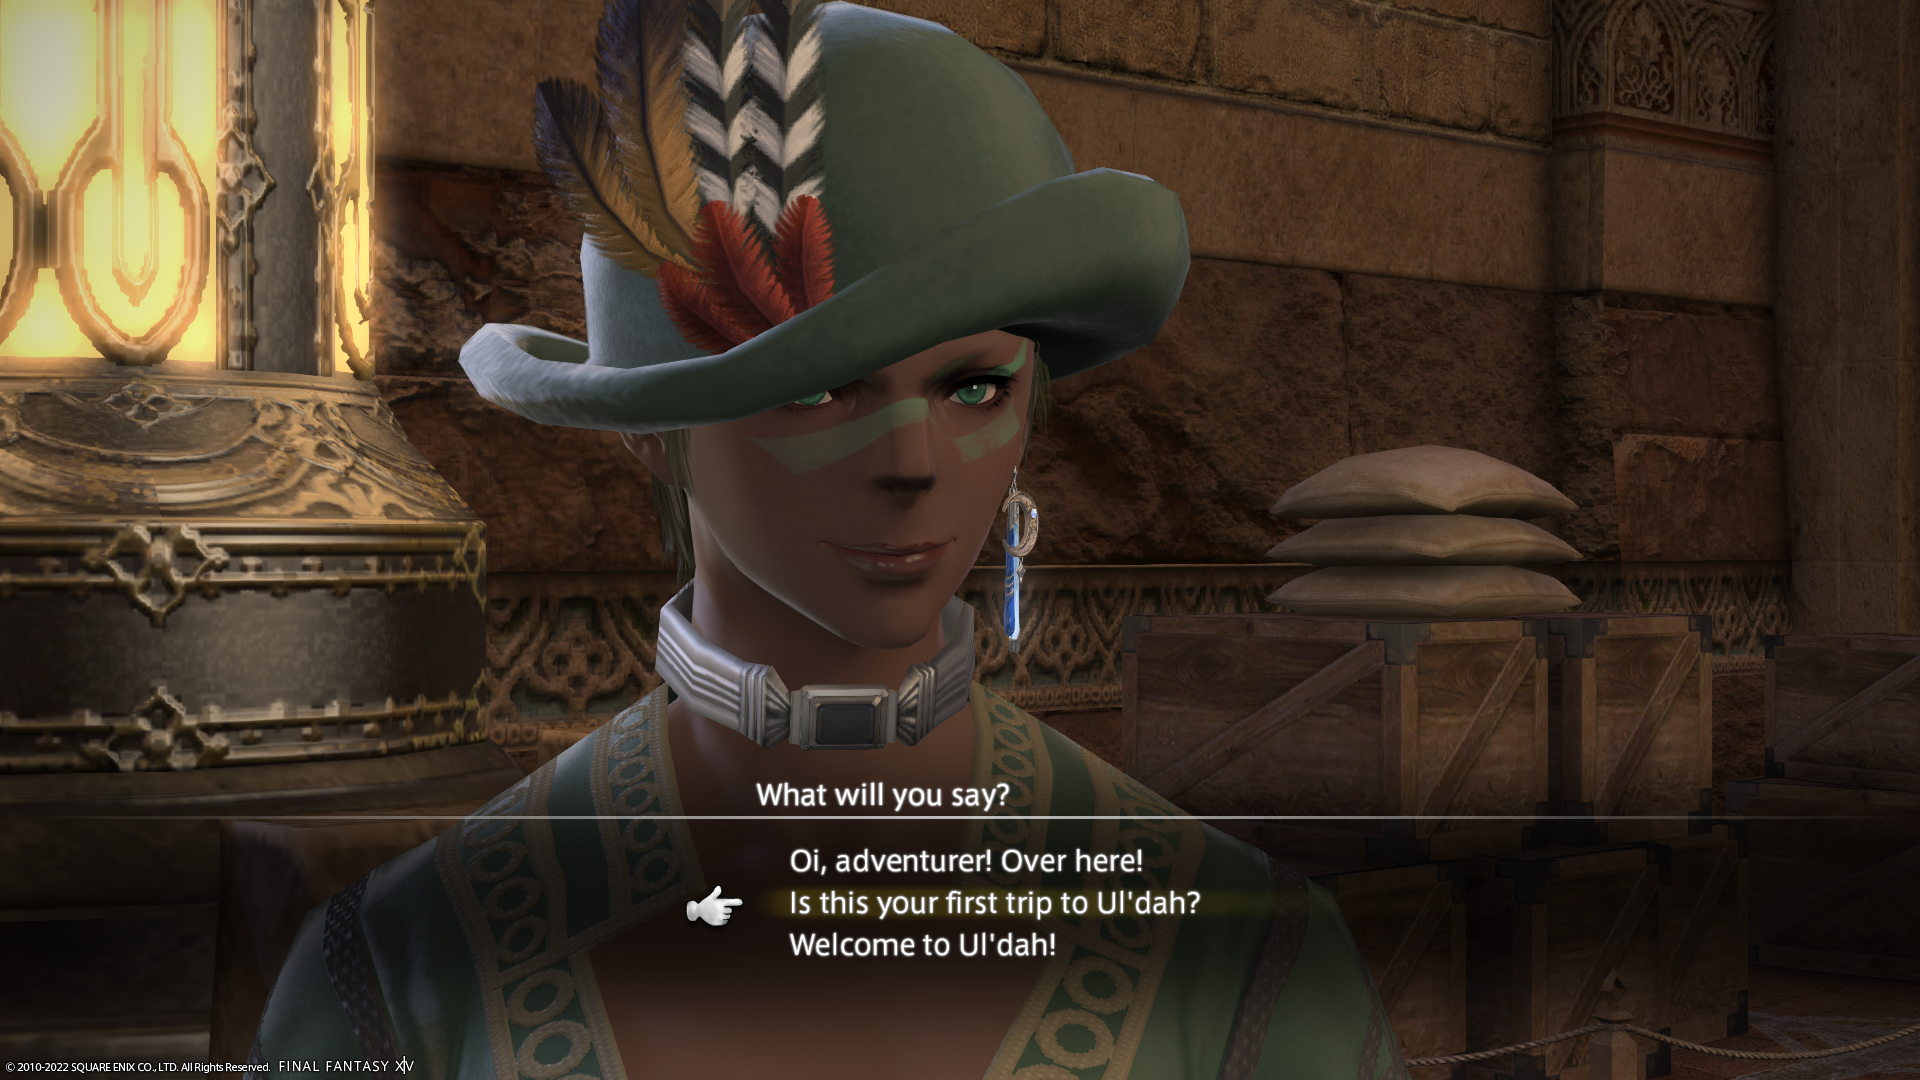 What will you say?
Oi, adventurer! Over here!
Is this your first trip to Ul'dah?
Welcome to Ul'dah!
© 2010-2022 SQUARE ENIX CO., LTD. All Rights Reserved. FINAL FANTASY XIV